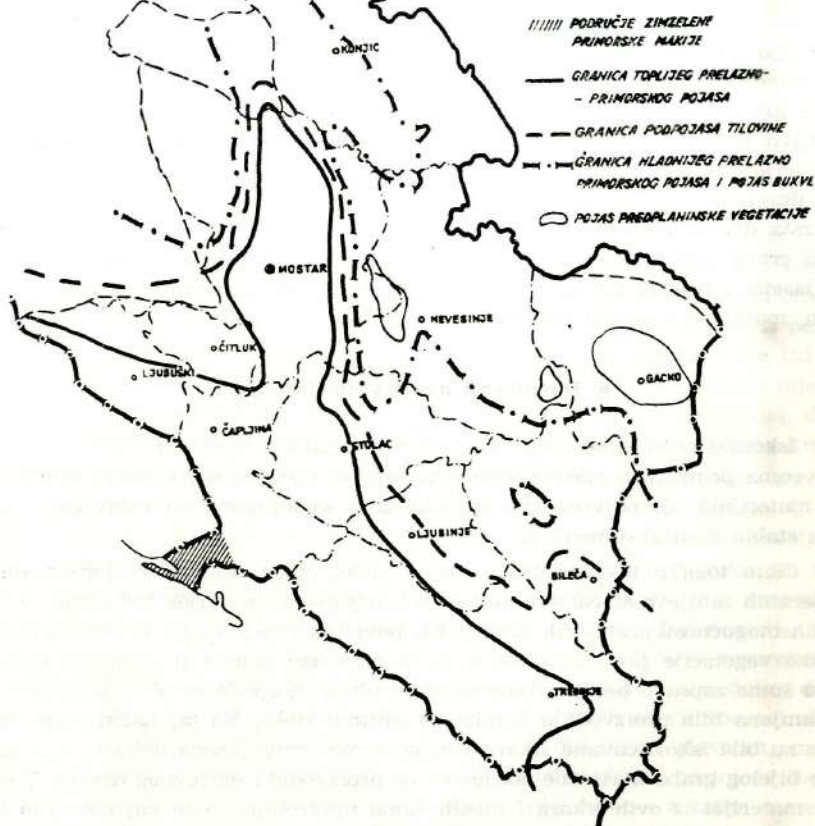 PODRUČJE ZIMZELENE
PRIMORSKE MAKIJE
GRANICA TOPLIJEG PRELAZNO-
- PRIMORSKOG POJASA
GRANICA PODPOJASA TILOVINE
GRANICA HLADNIJEG PRELAZNO
PRIMORSKOG POJASA I POJAS BUKVE
POJAS PREDPLANINSKE VEGETACIJE
KONJIC
MOSTAR
NEVESINJE
ČITLUK
LJUBUŠKI
GACKO
ČAPLJINA
STOLAC
LJUBINJE
BILEĆA
TREBINJE